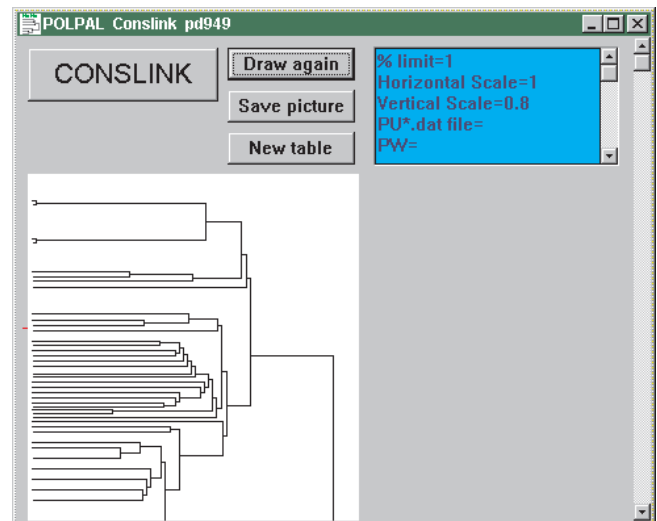 POLPAL Conslink pd949
CONSLINK
Draw again
Save picture
New table
% limit=1
Horizontal Scale=1
Vertical Scale=0.8
PU*.dat file=
PW=